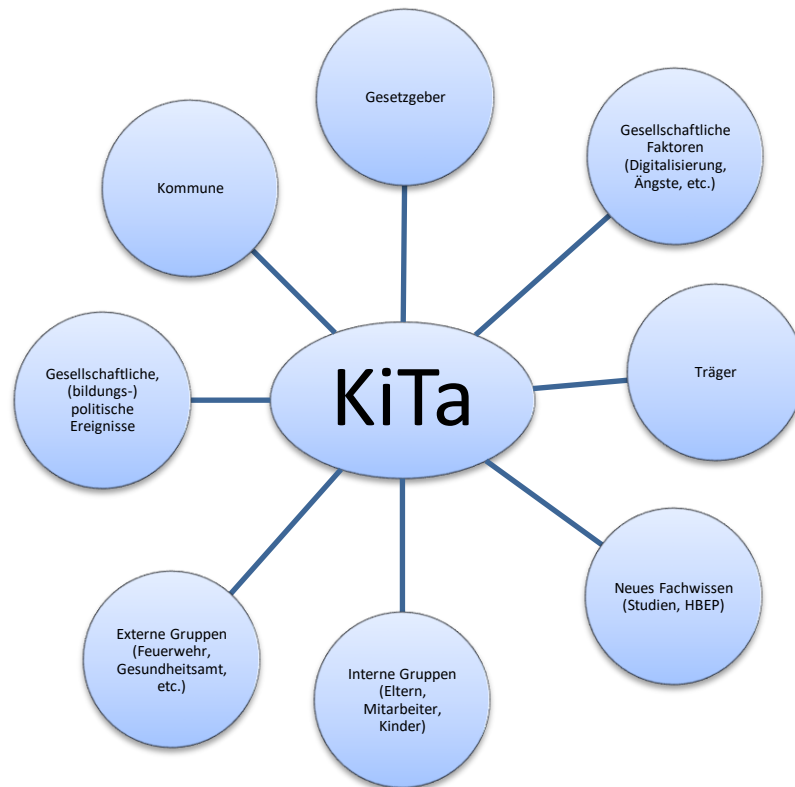 Gesetzgeber
Gesellschaftliche
Faktoren
(Digitalisierung,
Ängste, etc.)
Kommune
Träger
KiTa
Gesellschaftliche,
(bildungs-)
politische
Ereignisse
Neues Fachwissen
(Studien, HBEP)
Externe Gruppen
(Feuerwehr,
Gesundheitsamt,
etc.)
Interne Gruppen
(Eltern,
Mitarbeiter,
Kinder)